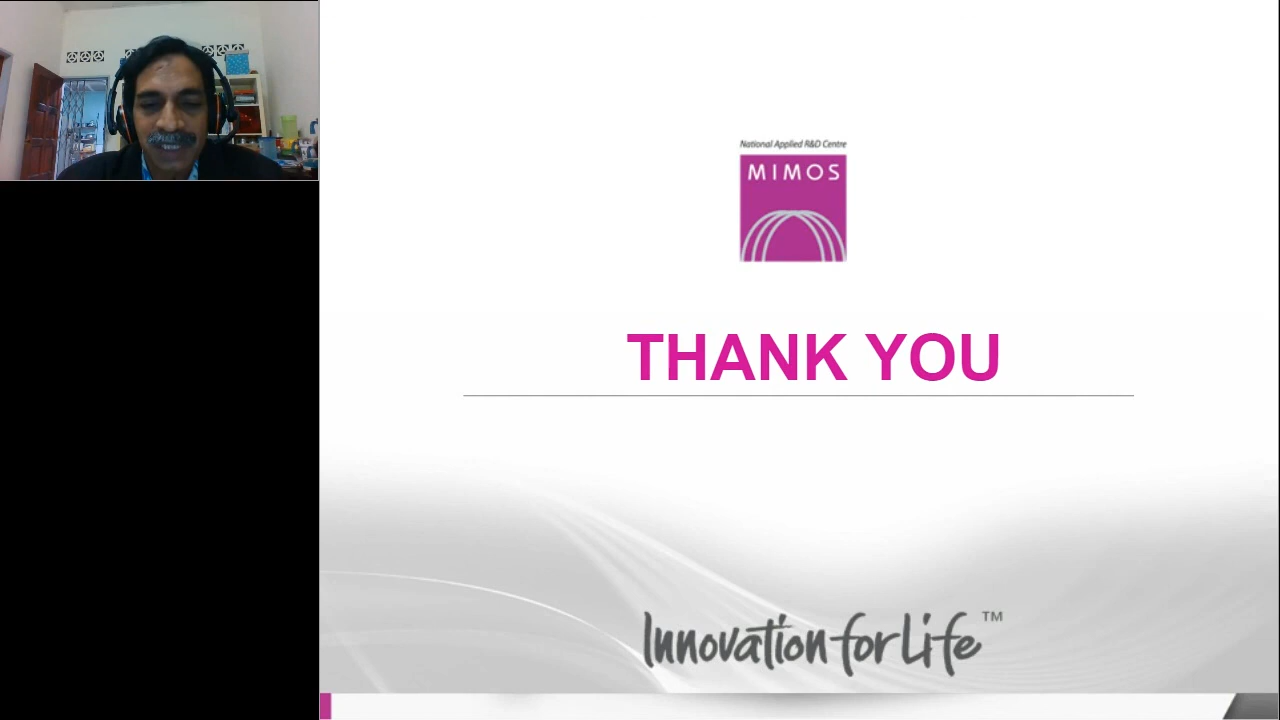 National Applied R&D Centre
MIMOS
THANK YOU
Innovation for Life™